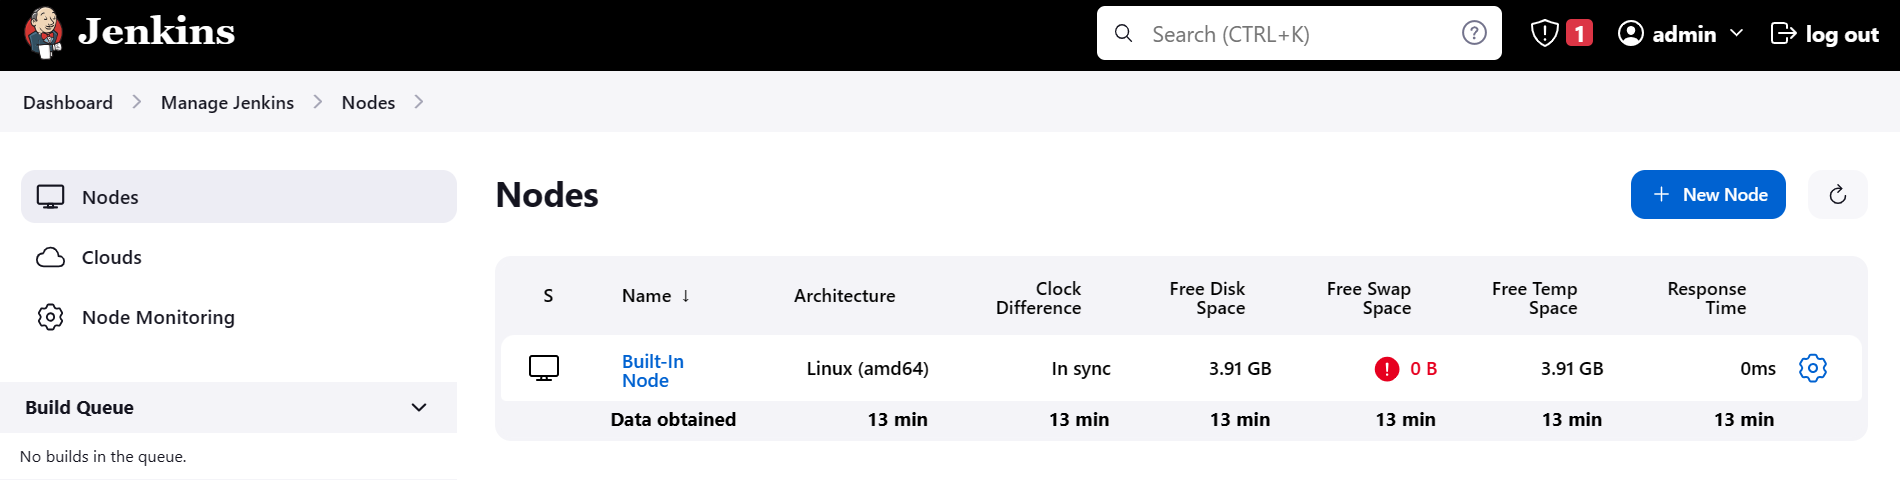 Jenkins
Search (CTRL+K)
1
admin
log out
Dashboard
Manage Jenkins
Nodes
Nodes
Clouds
Node Monitoring
Build Queue
No builds in the queue.
Nodes
+ New Node
S
Name ↓
Architecture
Clock
Difference
Free Disk
Space
Free Swap
Space
Free Temp
Space
Response
Time
Built-In
Node
Linux (amd64)
In sync
3.91 GB
0 B
3.91 GB
0ms
Data obtained
13 min
13 min
13 min
13 min
13 min
13 min